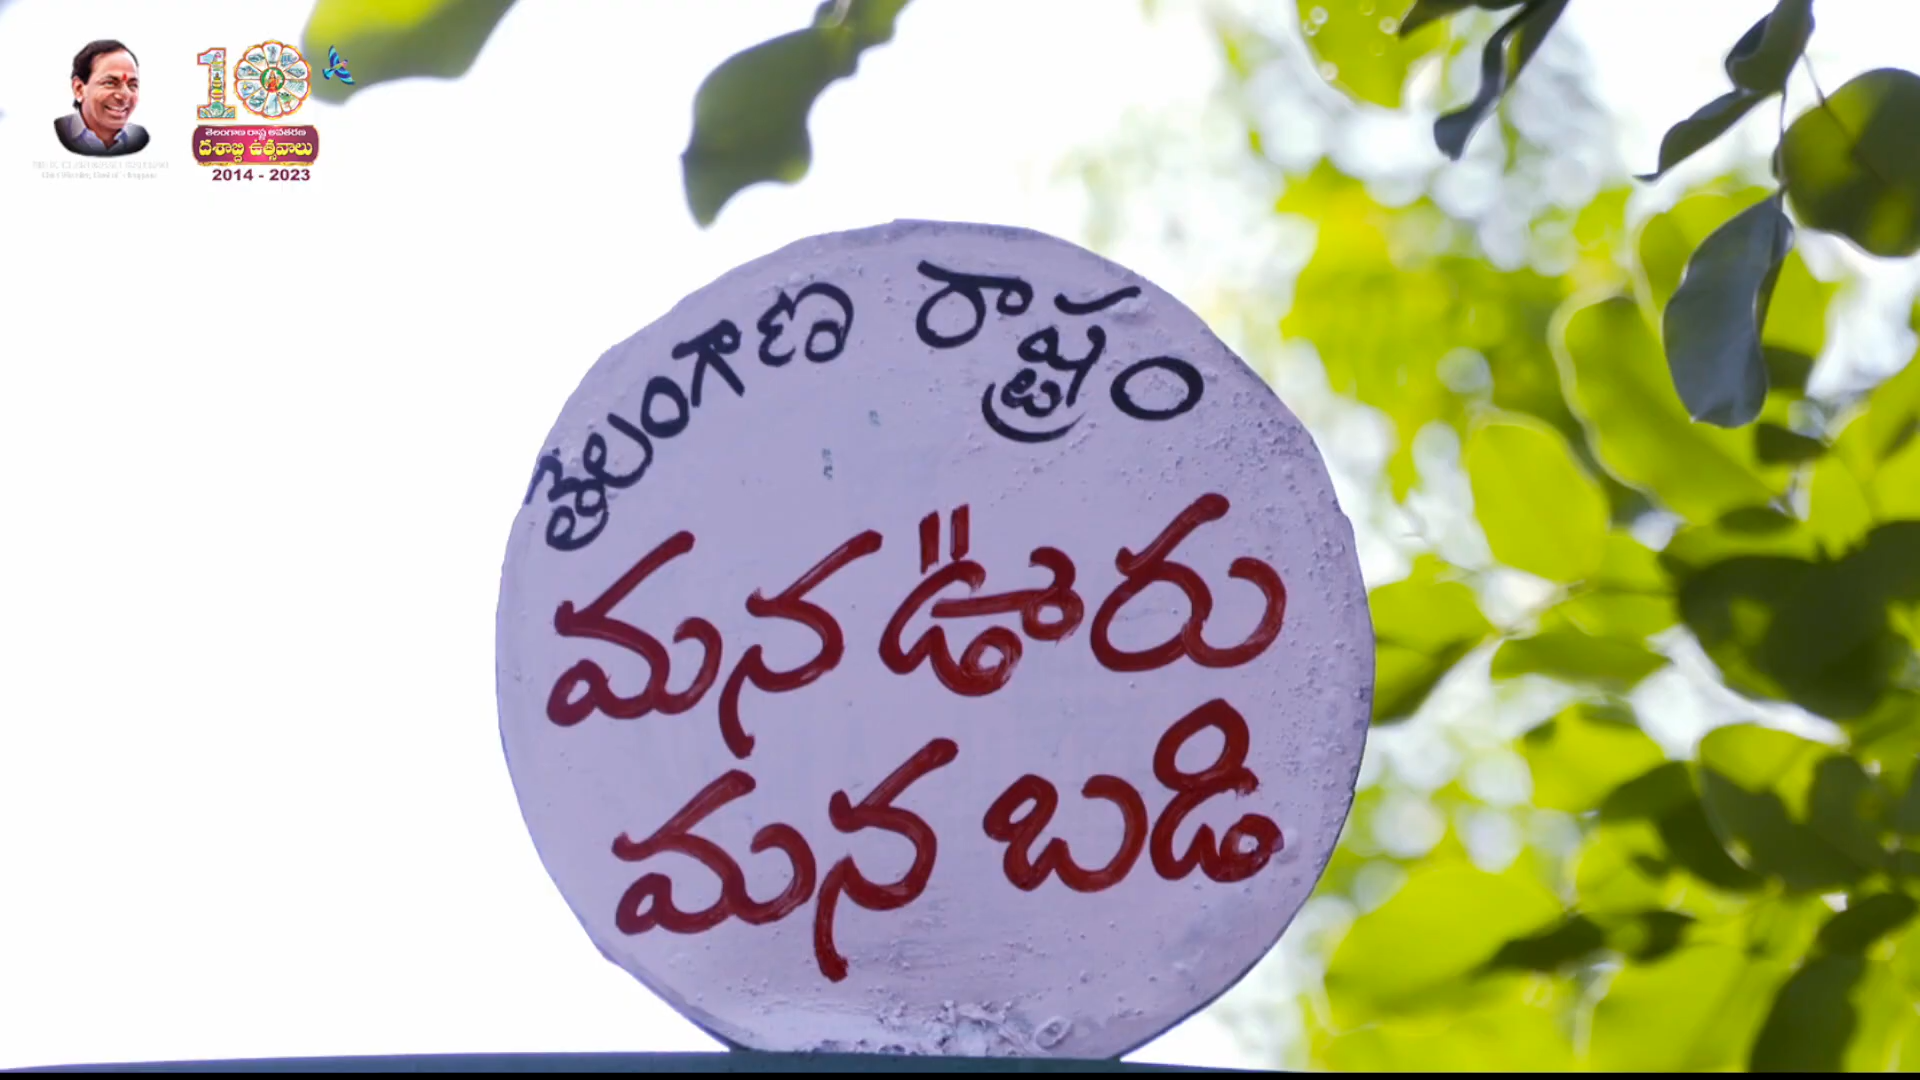 తెలంగాణ రాష్ట్ర అవతరణ
దశాబ్ది ఉత్సవాలు
2014 - 2023
తెలంగాణ రాష్ట్రం
మన ఊరు
మన బడి